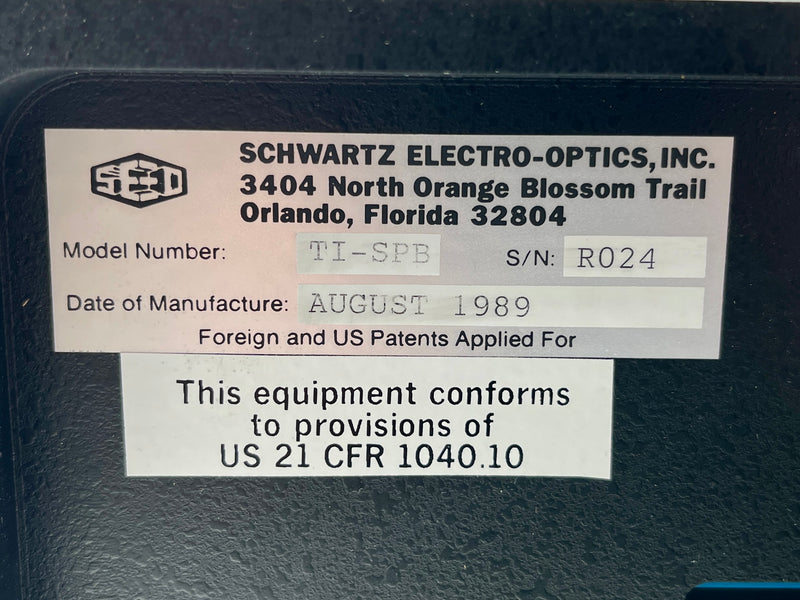 SEO
SCHWARTZ ELECTRO-OPTICS, INC.
3404 North Orange Blossom Trail
Orlando, Florida 32804
Model Number: TI-SPB S/N: R024
Date of Manufacture: AUGUST 1989
Foreign and US Patents Applied For
This equipment conforms
to provisions of
US 21 CFR 1040.10